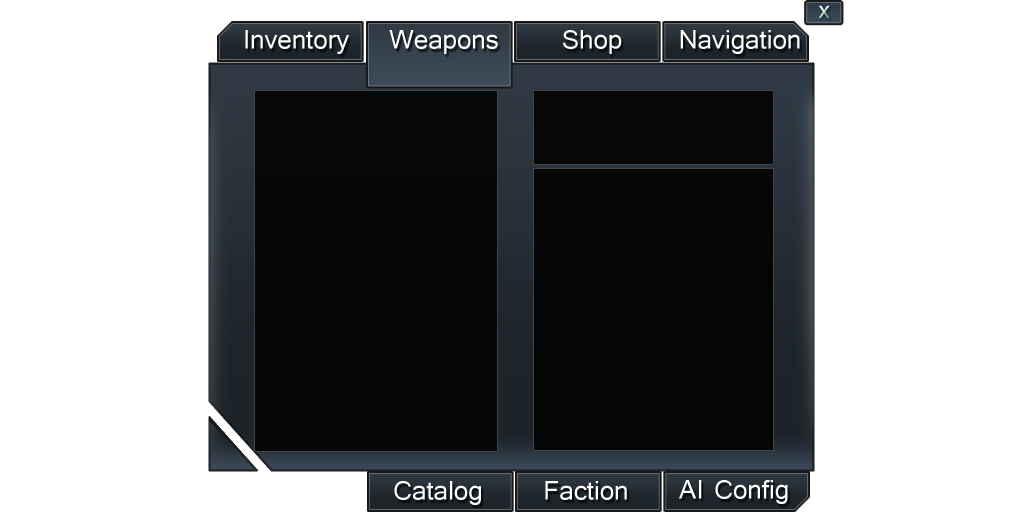 X
Inventory
Weapons
Shop
Navigation
Catalog
Faction
AI Config